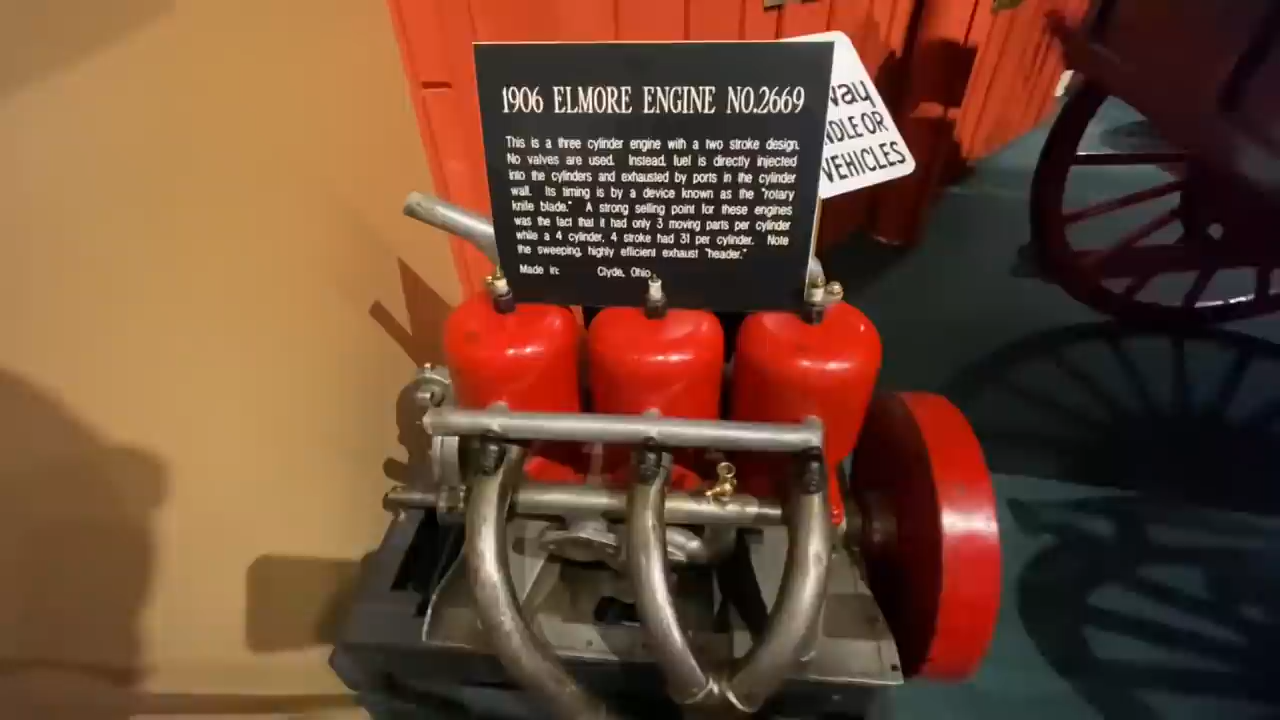 1906 ELMORE ENGINE NO.2669
This is a three cylinder engine with a two stroke design.
No valves are used. Instead, fuel is directly injected
into the cylinders and exhausted by ports in the cylinder
wall. Its timing is by a device known as the "rotary
knife blade." A strong selling point for these engines
was the fact that it had only 3 moving parts per cylinder
while a 4 cylinder, 4 stroke had 31 per cylinder. Note
the sweeping, highly efficient exhaust "header."
Made in: Clyde, Ohio
OR
VEHICLES